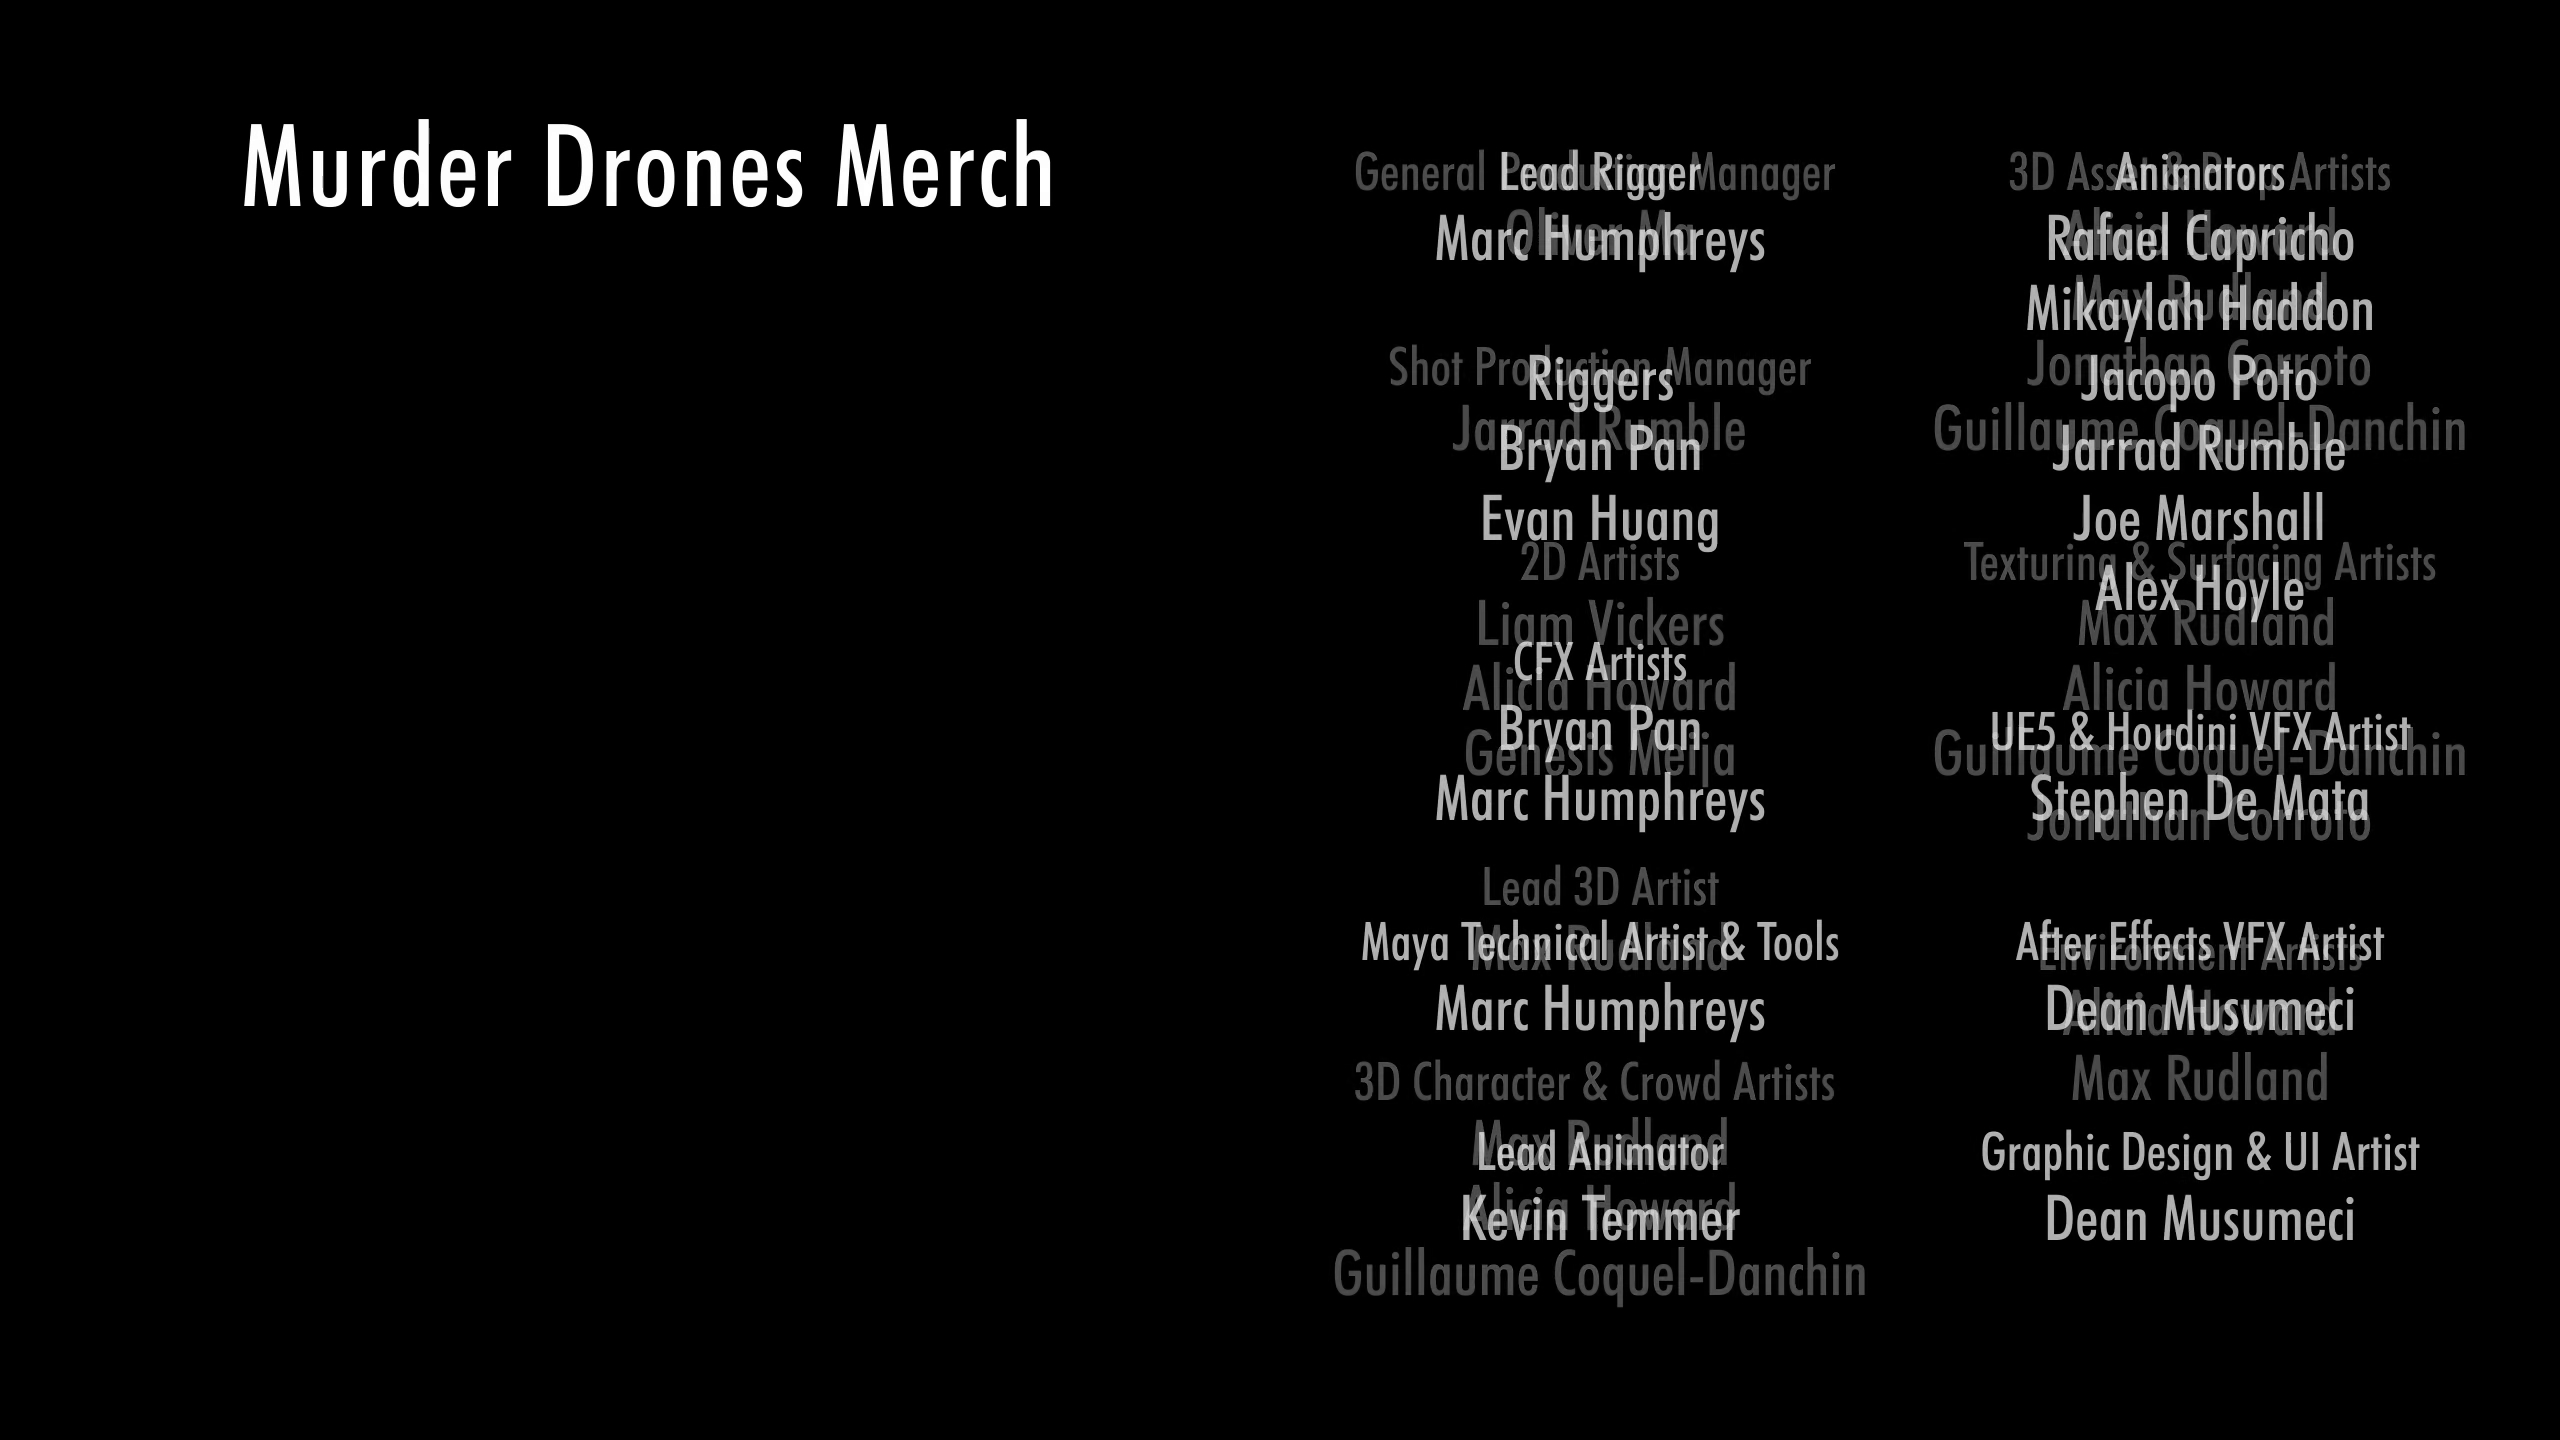 Murder Drones Merch
Lead Rigger
Marc Humphreys
Riggers
Bryan Pan
Evan Huang
CFX Artists
Bryan Pan
Marc Humphreys
Maya Technical Artist & Tools
Marc Humphreys
Lead Animator
Kevin Temmer
Animators
Rafael Capricho
Mikaylah Haddon
Jacopo Poto
Jarrad Rumble
Joe Marshall
Alex Hoyle
UE5 & Houdini VFX Artist
Stephen De Mata
After Effects VFX Artist
Dean Musumeci
Graphic Design & UI Artist
Dean Musumeci
General Production Manager
Oliver Ma
Shot Production Manager
Jarrad Rumble
2D Artists
Liam Vickers
Alicia Howard
Genesis Meija
Lead 3D Artist
Max Rudland
3D Character & Crowd Artists
Max Rudland
Alicia Howard
Guillaume Coquel-Danchin
3D Asset & Prop Artists
Alicia Howard
Max Rudland
Jonathan Corroto
Guillaume Coquel-Danchin
Texturing & Surfacing Artists
Max Rudland
Alicia Howard
Guillaume Coquel-Danchin
Jonathan Corroto
Environment Artists
Alicia Howard
Max Rudland